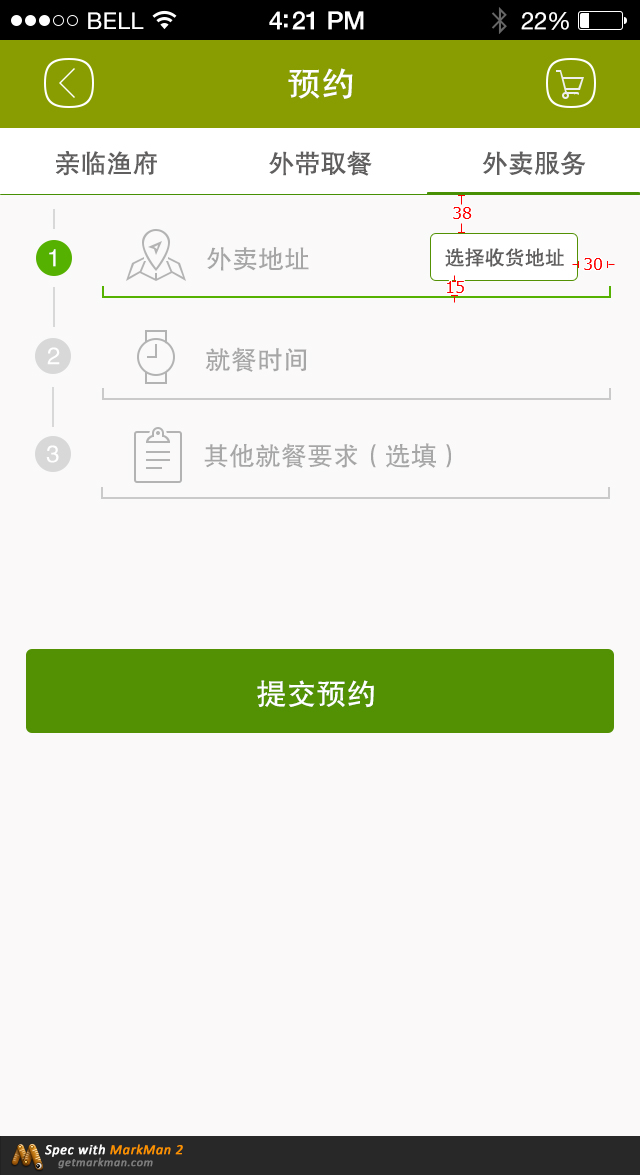 BELL 4:21 PM 22%
预约
亲临渔府 外带取餐 外卖服务
38
1 外卖地址 选择收货地址 30
15
2 就餐时间
3 其他就餐要求（选填）
提交预约
Spec with MarkMan 2
getmarkman.com